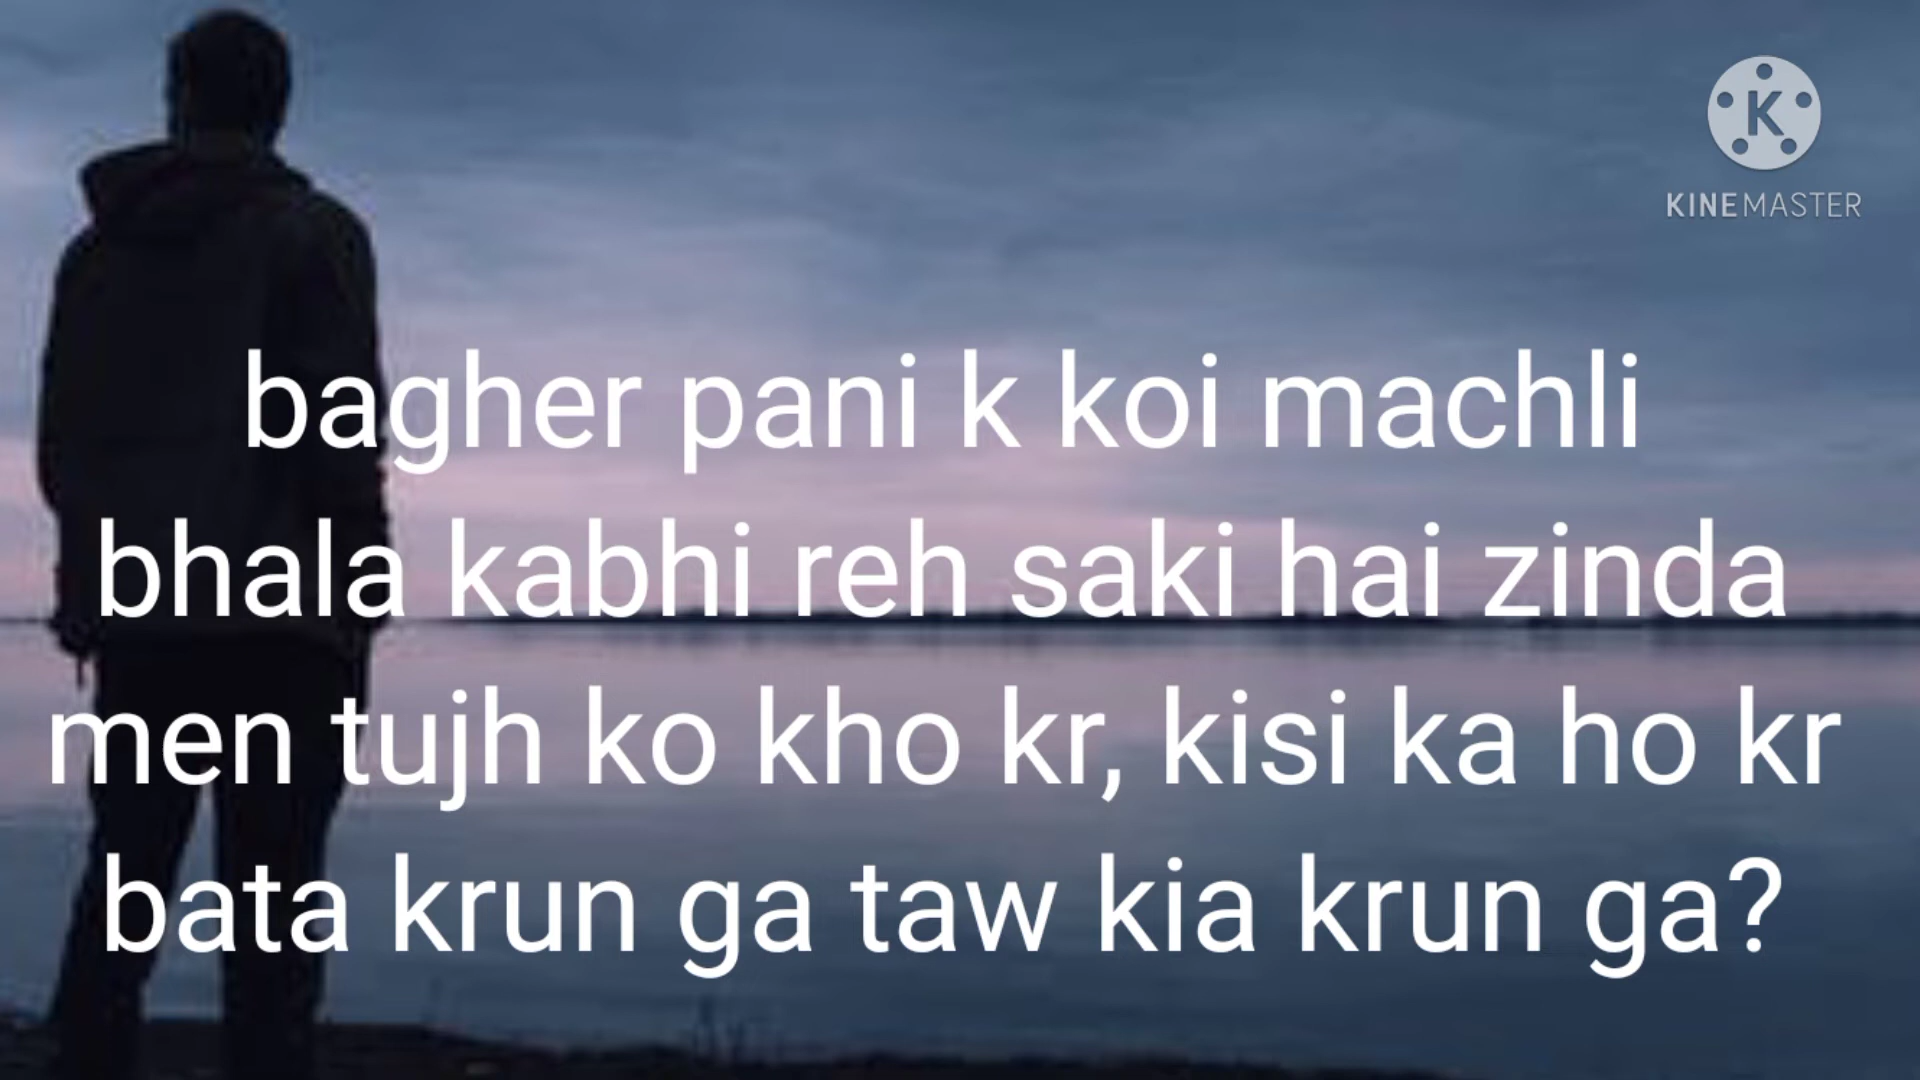 K
KINEMASTER
bagher pani k koi machli
bhala kabhi reh saki hai zinda
men tujh ko kho kr, kisi ka ho kr
bata krun ga taw kia krun ga?